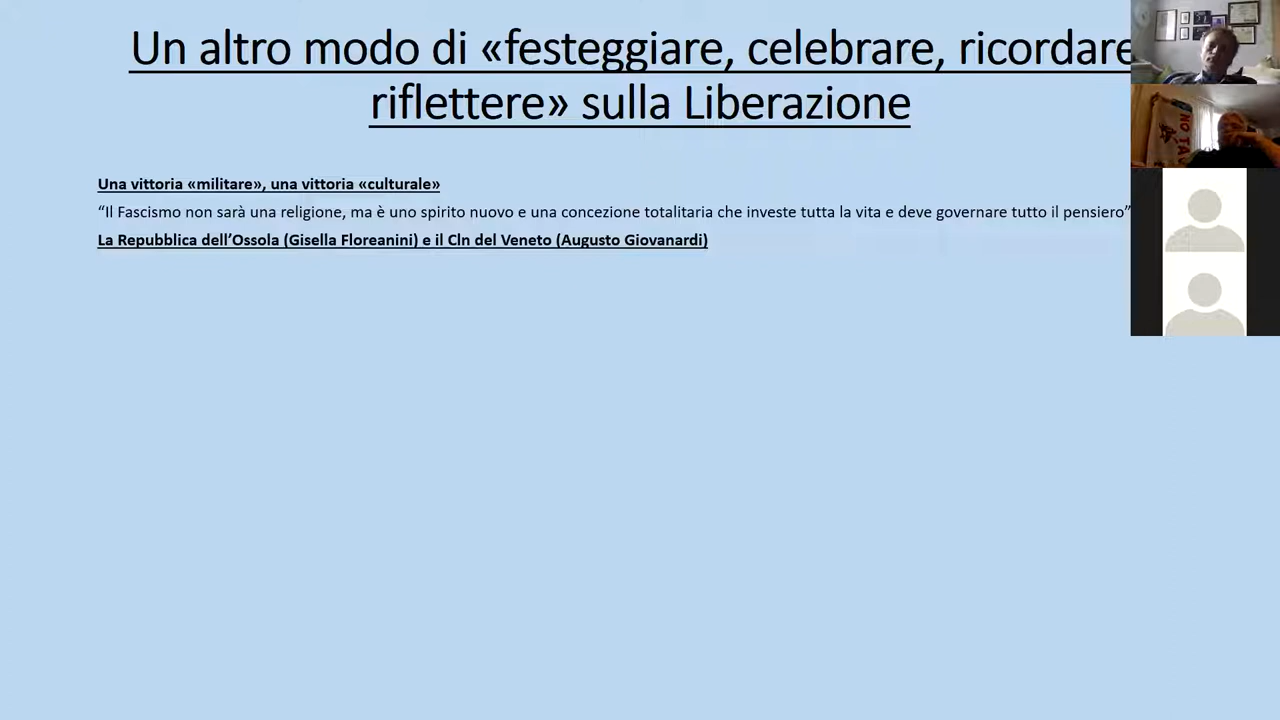 Un altro modo di «festeggiare, celebrare, ricordare
riflettere» sulla Liberazione
Una vittoria «militare», una vittoria «culturale»
“Il Fascismo non sarà una religione, ma è uno spirito nuovo e una concezione totalitaria che investe tutta la vita e deve governare tutto il pensiero”
La Repubblica dell’Ossola (Gisella Floreanini) e il Cln del Veneto (Augusto Giovanardi)
NO TA